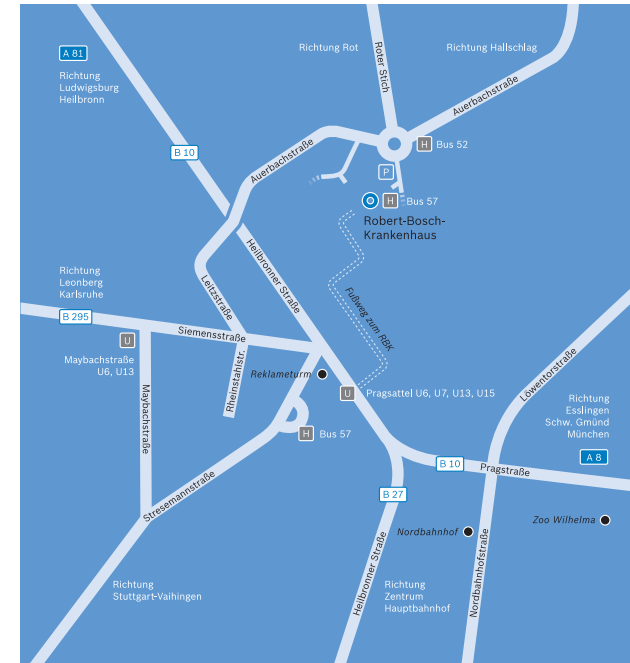 A 81
Richtung
Ludwigsburg
Heilbronn
Richtung Rot
Roter Stich
Richtung Hallschlag
Auerbachstraße
B 10
Auerbachstraße
H Bus 52
P
H Bus 57
Robert-Bosch-
Krankenhaus
Heilbronner Straße
Fußweg zum RBK
Richtung
Leonberg
Karlsruhe
B 295
Leitzstraße
Siemensstraße
U
Maybachstraße
U6, U13
Rheinstahlstr.
Reklameturm
U Pragsattel U6, U7, U13, U15
Löwentorstraße
Maybachstraße
H Bus 57
Richtung
Esslingen
Schw. Gmünd
München
A 8
B 10
Pragstraße
Stresemannstraße
B 27
Nordbahnhof
Zoo Wilhelma
Heilbronner Straße
Nordbahnhofstraße
Richtung
Stuttgart-Vaihingen
Richtung
Zentrum
Hauptbahnhof